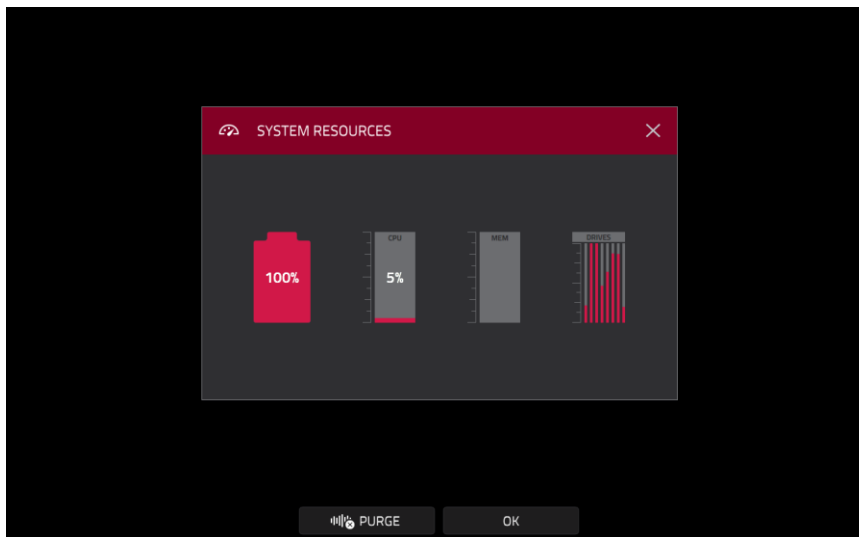 SYSTEM RESOURCES
CPU
MEM
DRIVES
100%
5%
PURGE
OK